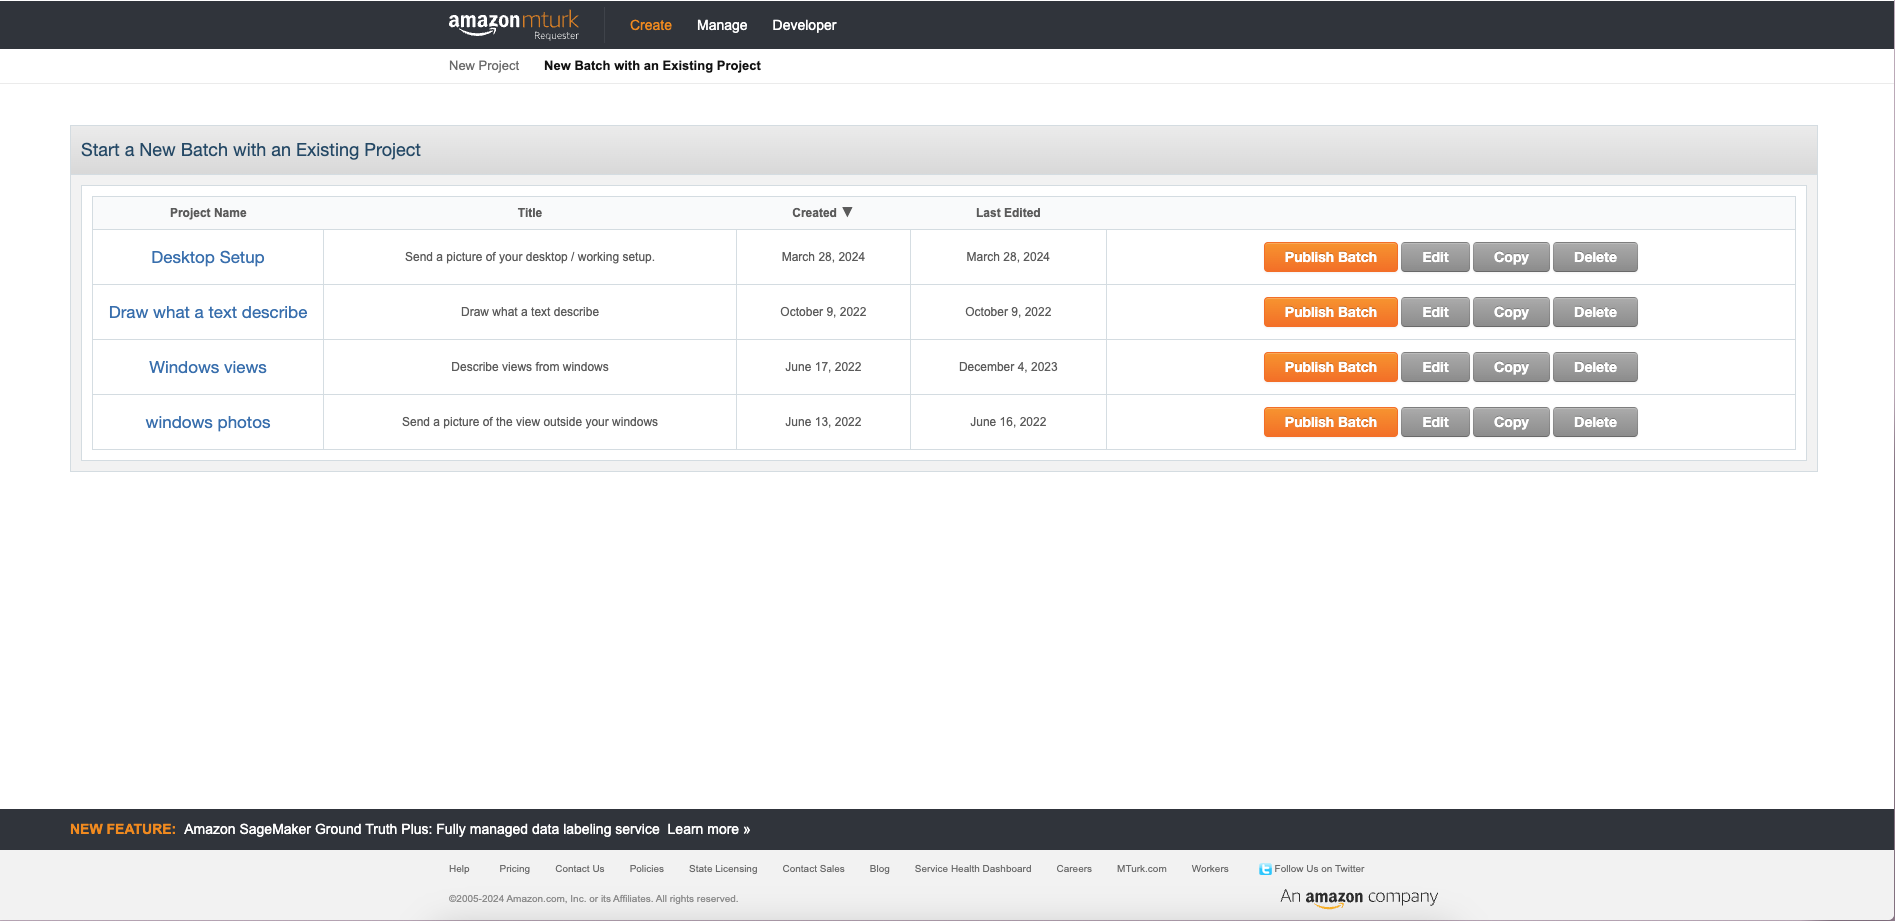 amazonmturk
Requester
Create Manage Developer
New Project New Batch with an Existing Project
Start a New Batch with an Existing Project
Project Name Title Created ▼ Last Edited
Desktop Setup Send a picture of your desktop / working setup. March 28, 2024 March 28, 2024 Publish Batch Edit Copy Delete
Draw what a text describe Draw what a text describe October 9, 2022 October 9, 2022 Publish Batch Edit Copy Delete
Windows views Describe views from windows June 17, 2022 December 4, 2023 Publish Batch Edit Copy Delete
windows photos Send a picture of the view outside your windows June 13, 2022 June 16, 2022 Publish Batch Edit Copy Delete
NEW FEATURE: Amazon SageMaker Ground Truth Plus: Fully managed data labeling service Learn more »
Help Pricing Contact Us Policies State Licensing Contact Sales Blog Service Health Dashboard Careers MTurk.com Workers Follow Us on Twitter
©2005-2024 Amazon.com, Inc. or its Affiliates. All rights reserved. An amazon company